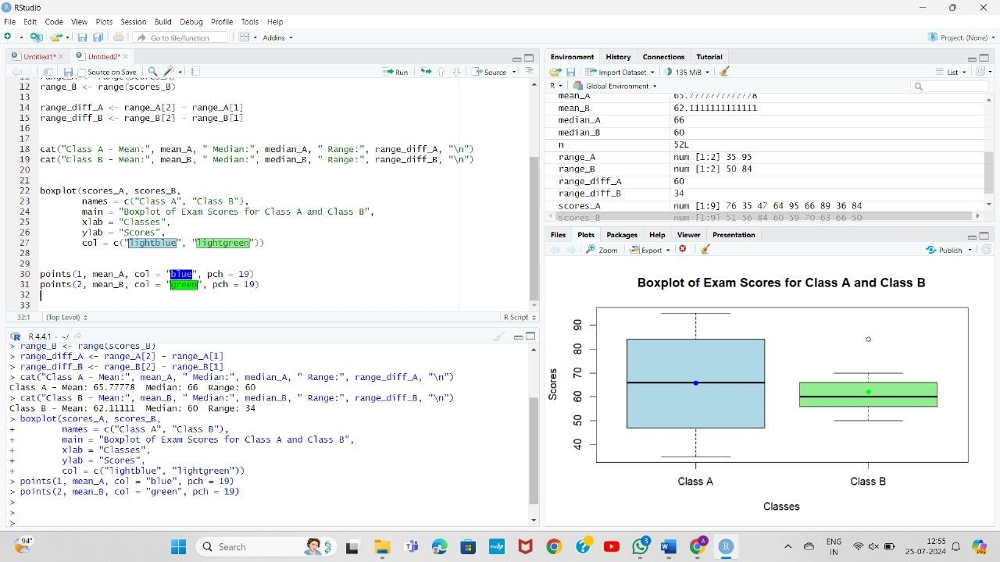 RStudio
File Edit Code View Plots Session Build Debug Profile Tools Help
Go to file/function Addins Project: (None)
Untitled1* Untitled2*
Source on Save Run Source
12 range_B <- range(scores_B)
13
14 range_diff_A <- range_A[2] - range_A[1]
15 range_diff_B <- range_B[2] - range_B[1]
16
17
18 cat("Class A - Mean:", mean_A, " Median:", median_A, " Range:", range_diff_A, "\n")
19 cat("Class B - Mean:", mean_B, " Median:", median_B, " Range:", range_diff_B, "\n")
20
21
22 boxplot(scores_A, scores_B,
23 names = c("Class A", "Class B"),
24 main = "Boxplot of Exam Scores for Class A and Class B",
25 xlab = "Classes",
26 ylab = "Scores",
27 col = c("lightblue", "lightgreen"))
28
29
30 points(1, mean_A, col = "blue", pch = 19)
31 points(2, mean_B, col = "green", pch = 19)
32
33
32:1 (Top Level) R Script
R 4.4.1 · ~/
> range_B <- range(scores_B)
> range_diff_A <- range_A[2] - range_A[1]
> range_diff_B <- range_B[2] - range_B[1]
> cat("Class A - Mean:", mean_A, " Median:", median_A, " Range:", range_diff_A, "\n")
Class A - Mean: 65.77778 Median: 66 Range: 60
> cat("Class B - Mean:", mean_B, " Median:", median_B, " Range:", range_diff_B, "\n")
Class B - Mean: 62.11111 Median: 60 Range: 34
> boxplot(scores_A, scores_B,
+ names = c("Class A", "Class B"),
+ main = "Boxplot of Exam Scores for Class A and Class B",
+ xlab = "Classes",
+ ylab = "Scores",
+ col = c("lightblue", "lightgreen"))
> points(1, mean_A, col = "blue", pch = 19)
> points(2, mean_B, col = "green", pch = 19)
>
>
>
Environment History Connections Tutorial
Import Dataset 135 MiB List
R Global Environment
mean_A 65.7777777777778
mean_B 62.1111111111111
median_A 66
median_B 60
n 52L
range_A num [1:2] 35 95
range_B num [1:2] 50 84
range_diff_A 60
range_diff_B 34
scores_A num [1:9] 76 35 47 64 95 66 89 36 84
scores_B num [1:9] 51 56 84 60 59 70 63 66 50
Files Plots Packages Help Viewer Presentation
Zoom Export Publish
Boxplot of Exam Scores for Class A and Class B
Scores
90
80
70
60
50
40
Class A Class B
Classes
94°
Search
3
A
R
ENG
IN
12:55
25-07-2024
PRE